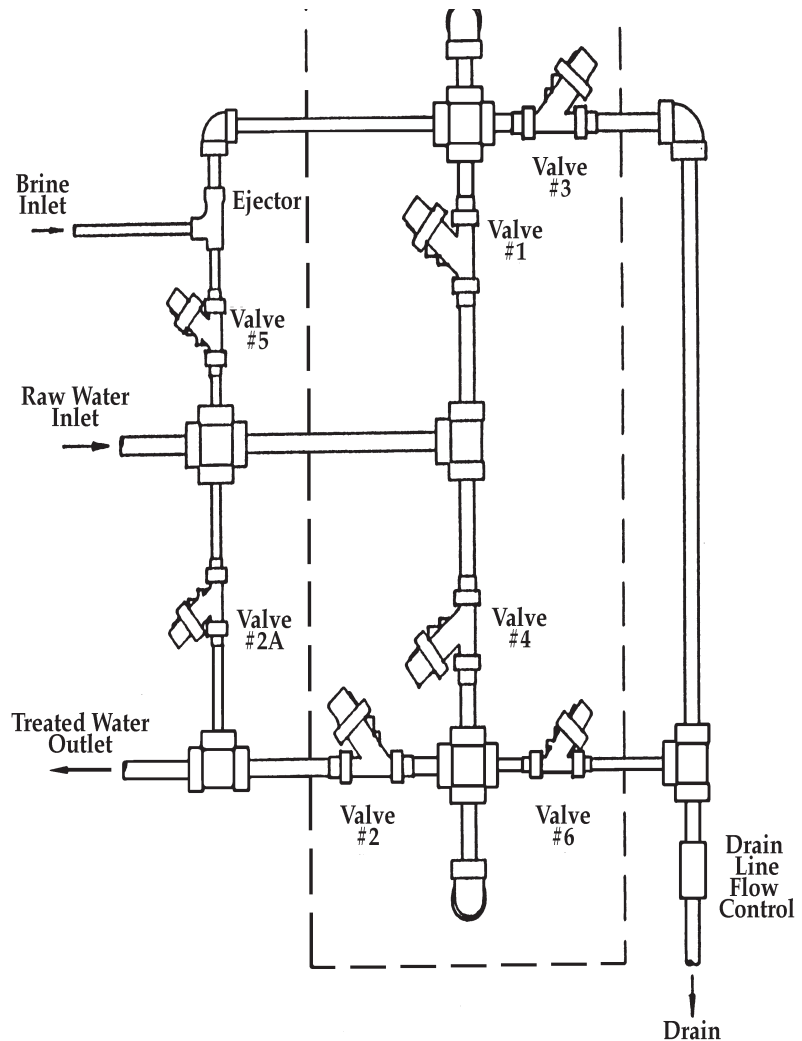 Valve
#3
Brine
Inlet
Ejector
Valve
#1
Valve
#5
Raw Water
Inlet
Valve
#2A
Valve
#4
Treated Water
Outlet
Valve
#2
Valve
#6
Drain
Line
Flow
Control
Drain